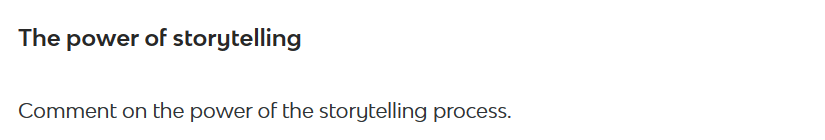 The power of storytelling
Comment on the power of the storytelling process.